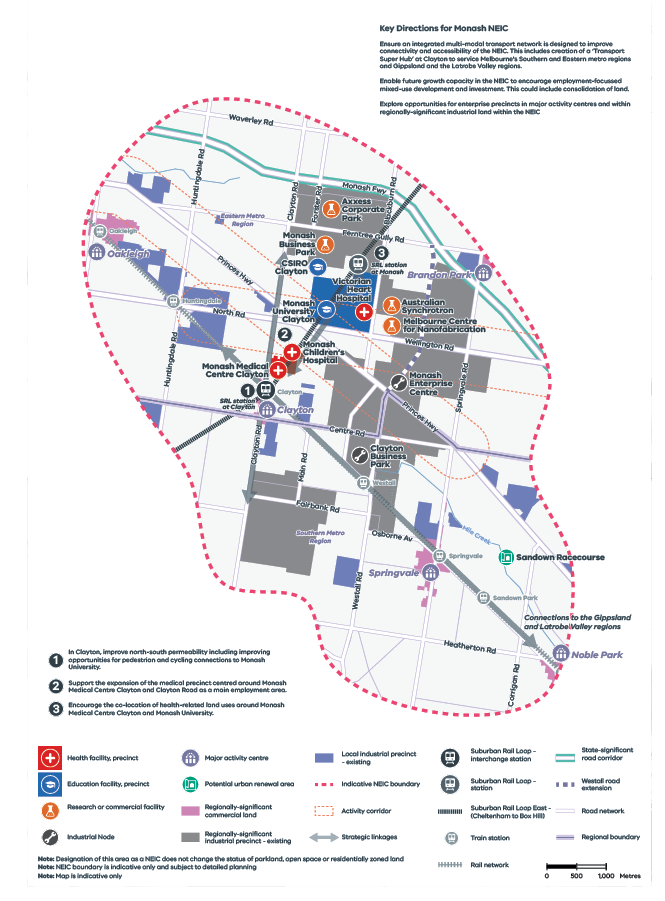 Key Directions for Monash NEIC
Ensure an integrated multi-modal transport network is designed to improve
connectivity and accessibility of the NEIC. This includes creation of a 'Transport
Super Hub' at Clayton to service Melbourne's Southern and Eastern metro regions
and Gippsland and the Latrobe Valley regions.
Enable future growth capacity in the NEIC to encourage employment-focussed
mixed-use development and investment. This could include consolidation of land.
Explore opportunities for enterprise precincts in major activity centres and within
regionally-significant industrial land within the NEIC
Waverley Rd
Huntingdale Rd
Clayton Rd
Forster Rd
Monash Fwy
Blackburn Rd
Axxess
Corporate
Park
Eastern Metro
Region
Oakleigh
Oakleigh
Ferntree Gully Rd
Monash
Business
Park
3
SRL station
at Monash
CSIRO
Clayton
Princes Hwy
Brandon Park
Victorian
Heart
Hospital
Huntingdale
North Rd
Monash
University
Clayton
Australian
Synchrotron
Melbourne Centre
for Nanofabrication
2
Wellington Rd
Monash
Children's
Hospital
Huntingdale Rd
Monash Medical
Centre Clayton
Springvale Rd
Monash
Enterprise
Centre
1
Clayton
SRL station
at Clayton
Clayton
Princes Hwy
Centre Rd
Clayton Rd
Main Rd
Clayton
Business
Park
Westall
Fairbank Rd
Southern Metro
Region
Mile Creek
Osborne Av
Springvale
Sandown Racecourse
Springvale
Westall Rd
Sandown Park
Connections to the Gippsland
and Latrobe Valley regions
Heatherton Rd
Noble Park
Corrigan Rd
1
In Clayton, improve north-south permeability including improving
opportunities for pedestrion and cycling connections to Monash
University.
2
Support the expansion of the medical precinct centred around Monash
Medical Centre Clayton and Clayton Road as a main employment area.
3
Encourage the co-location of health-related land uses around Monash
Medical Centre Clayton and Monash University.
Health facility, precinct
Education facility, precinct
Research or commercial facility
Industrial Node
Major activity centre
Potential urban renewal area
Regionally-significant
commercial land
Regionally-significant
industrial precinct - existing
Local industrial precinct
- existing
Indicative NEIC boundary
Activity corridor
Strategic linkages
Suburban Rail Loop -
interchange station
Suburban Rail Loop -
station
Suburban Rail Loop East -
(Cheltenham to Box Hill)
Train station
Rail network
State-significant
road corridor
Westall road
extension
Road network
Regional boundary
Note: Designation of this area as a NEIC does not change the status of parkland, open space or residentially zoned land
Note: NEIC boundary is indicative only and subject to detailed planning
Note: Map is indicative only
0 500 1,000 Metres